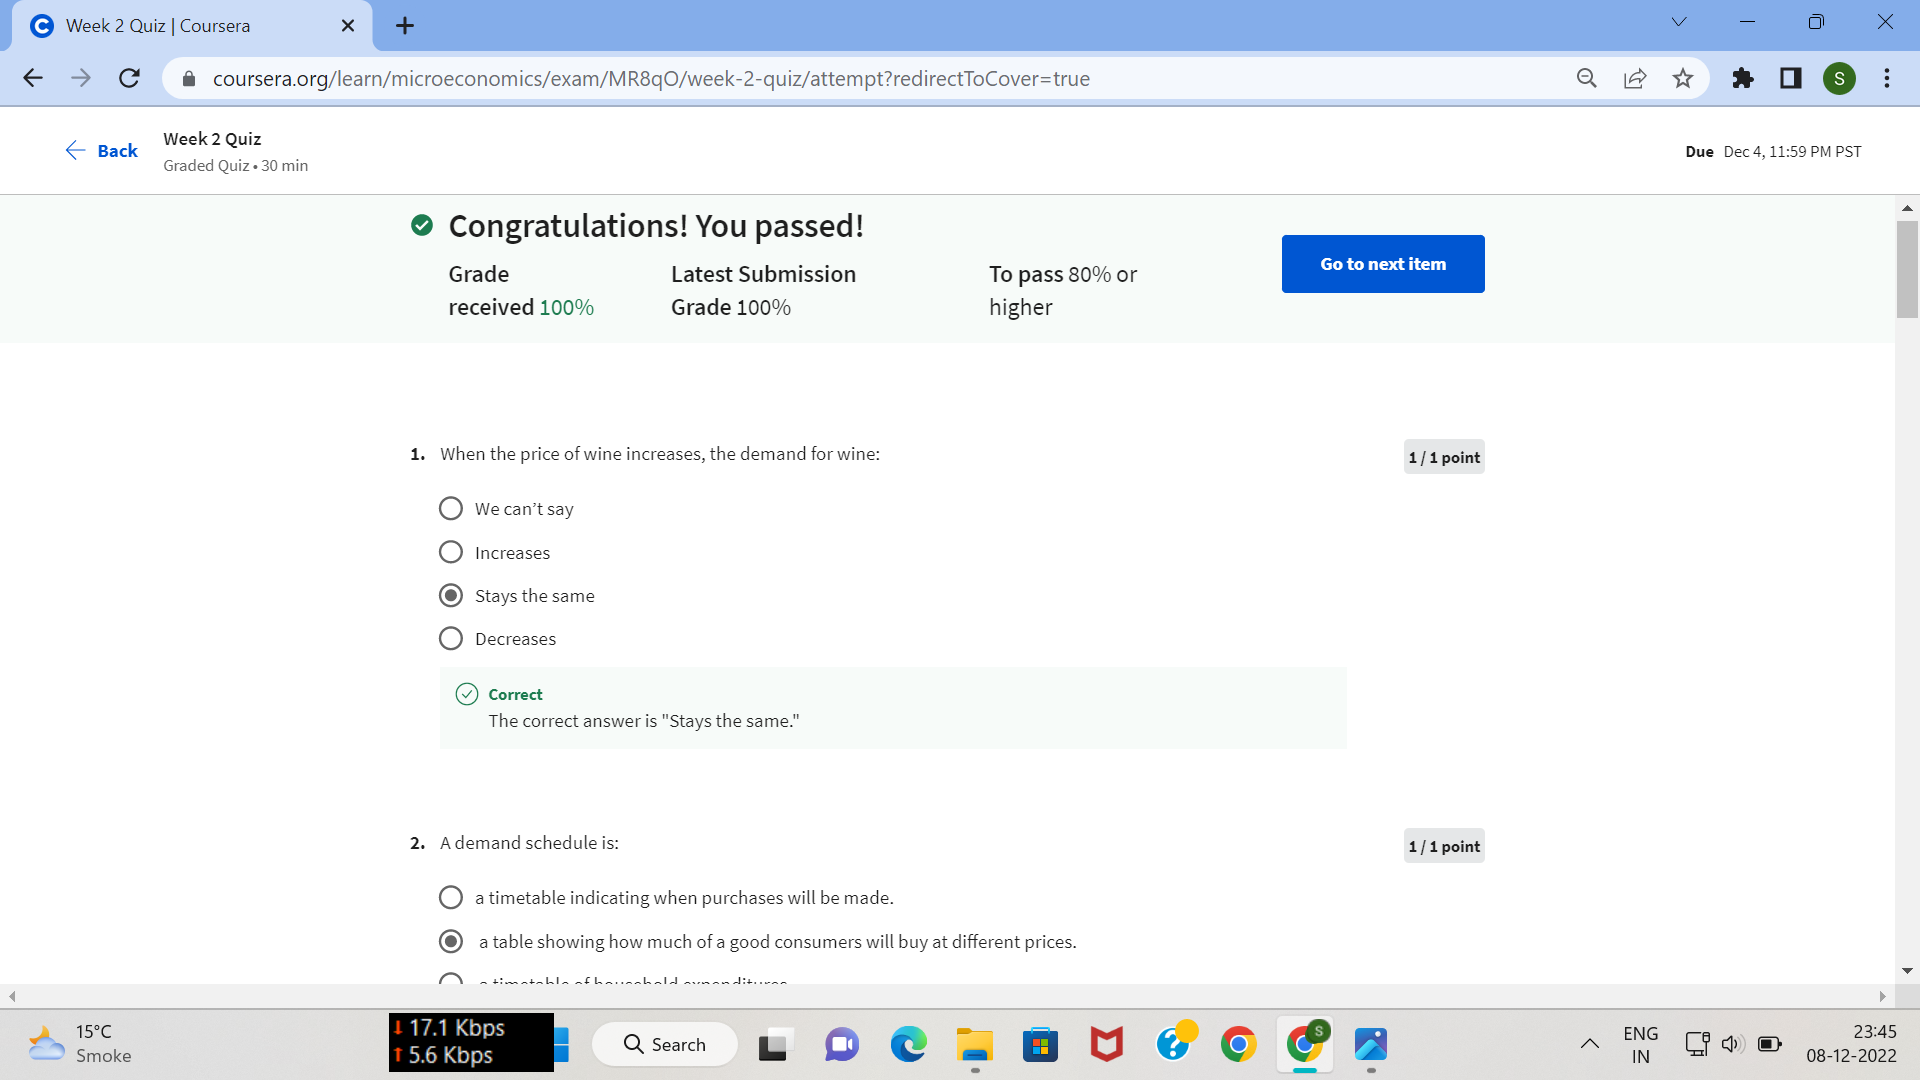 Week 2 Quiz | Coursera
coursera.org/learn/microeconomics/exam/MR8qO/week-2-quiz/attempt?redirectToCover=true
S
Back
Week 2 Quiz
Graded Quiz • 30 min
Due Dec 4, 11:59 PM PST
Congratulations! You passed!
Grade received 100%
Latest Submission Grade 100%
To pass 80% or higher
Go to next item
1. When the price of wine increases, the demand for wine:
1 / 1 point
We can’t say
Increases
Stays the same
Decreases
Correct
The correct answer is "Stays the same."
2. A demand schedule is:
1 / 1 point
a timetable indicating when purchases will be made.
a table showing how much of a good consumers will buy at different prices.
a timetable of household expenditures
15°C
Smoke
17.1 Kbps
5.6 Kbps
Search
S
ENG
IN
23:45
08-12-2022